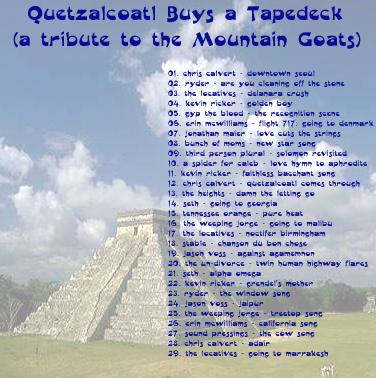 Quetzalcoatl Buys a Tapedeck
(a tribute to the Mountain Goats)
01. chris calvert - downtown seoul
02. ryder - are you cleaning off the stone
03. the locatives - delanara crush
04. kevin ricker - golden boy
05. gyp the blood - the recognition scene
06. erin mcwilliams - flight 717: going to denmark
07. jonathan maier - love cuts the strings
08. bunch of moms - new star song
09. third person plural - solomon revisited
10. a spider for caleb - love hymn to aphrodite
11. kevin ricker - faithless bacchant song
12. chris calvert - quetzalcoatl comes through
13. the heights - damn the letting go
14. seth - going to georgia
15. tennessee orange - pure heat
16. the weeping jorge - going to malibu
17. the locatives - noctifer birmingham
18. stable - chanson du bon chose
19. jason voss - against agamemnon
20. the un-divorce - twin human highway flares
21. seth - alpha omega
22. kevin ricker - grendel's mother
23. ryder - the window song
24. jason voss - jaipur
25. the weeping jorge - treetop song
26. erin mcwilliams - california song
27. sound pressings - the cow song
28. chris calvert - adair
29. the locatives - going to marrakesh